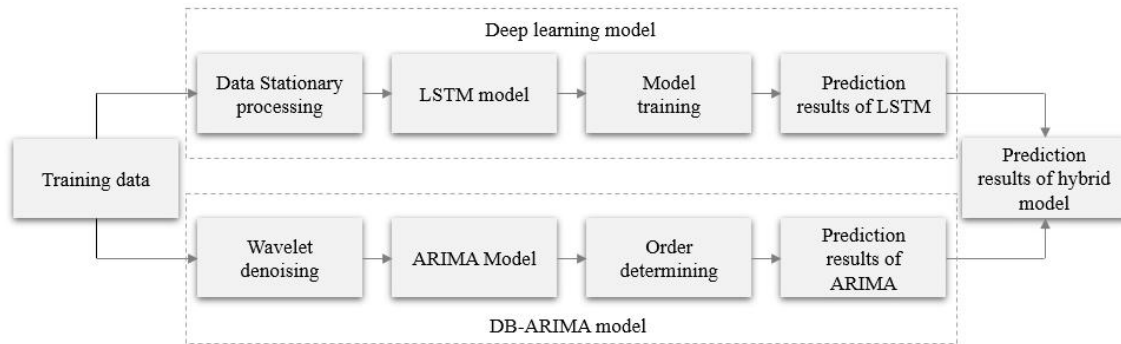 Deep learning model
Data Stationary
processing
LSTM model
Model
training
Prediction
results of LSTM
Training data
Prediction
results of hybrid
model
Wavelet
denoising
ARIMA Model
Order
determining
Prediction
results of
ARIMA
DB-ARIMA model